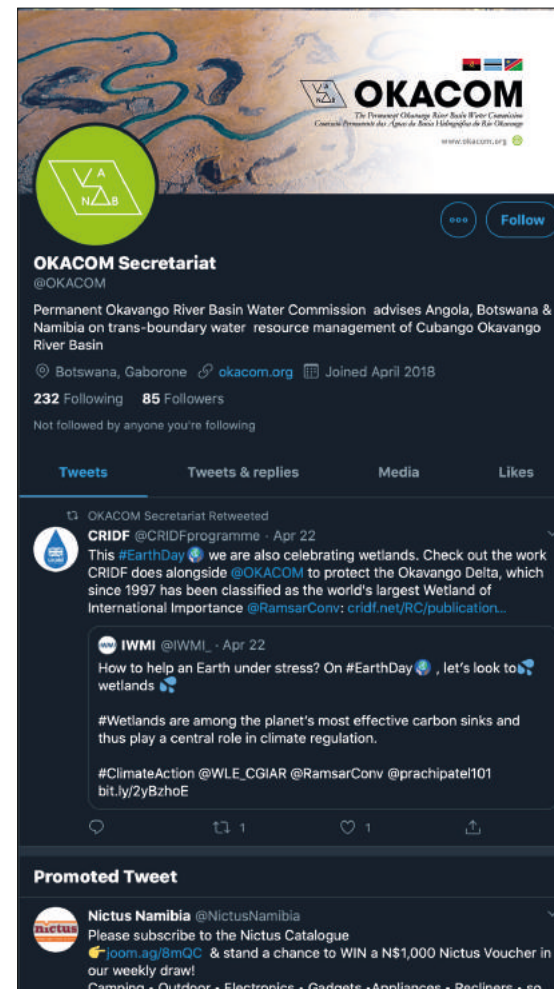 V A
N B
OKACOM
The Permanent Okavango River Basin Water Commission
Comissão Permanente das Águas da Bacia Hidrográfica do Rio Okavango
www.okacom.org
V A
N B
Follow
OKACOM Secretariat
@OKACOM
Permanent Okavango River Basin Water Commission advises Angola, Botswana &
Namibia on trans-boundary water resource management of Cubango Okavango
River Basin
Botswana, Gaborone okacom.org Joined April 2018
232 Following 85 Followers
Not followed by anyone you're following
Tweets Tweets & replies Media Likes
OKACOM Secretariat Retweeted
CRIDF @CRIDFprogramme · Apr 22
This #EarthDay 🌎 we are also celebrating wetlands. Check out the work
CRIDF does alongside @OKACOM to protect the Okavango Delta, which
since 1997 has been classified as the world's largest Wetland of
International Importance @RamsarConv: cridf.net/RC/publication...
IWMI @IWMI_ · Apr 22
How to help an Earth under stress? On #EarthDay 🌎 , let's look to💦
wetlands 💦
#Wetlands are among the planet's most effective carbon sinks and
thus play a central role in climate regulation.
#ClimateAction @WLE_CGIAR @RamsarConv @prachipatel101
bit.ly/2yBzhoE
1 1
Promoted Tweet
nictus
Nictus Namibia @NictusNamibia
Please subscribe to the Nictus Catalogue
👉joom.ag/8mQC & stand a chance to WIN a N$1,000 Nictus Voucher in
our weekly draw!
Camping • Outdoor • Electronics • Gadgets •Appliances • Recliners • so